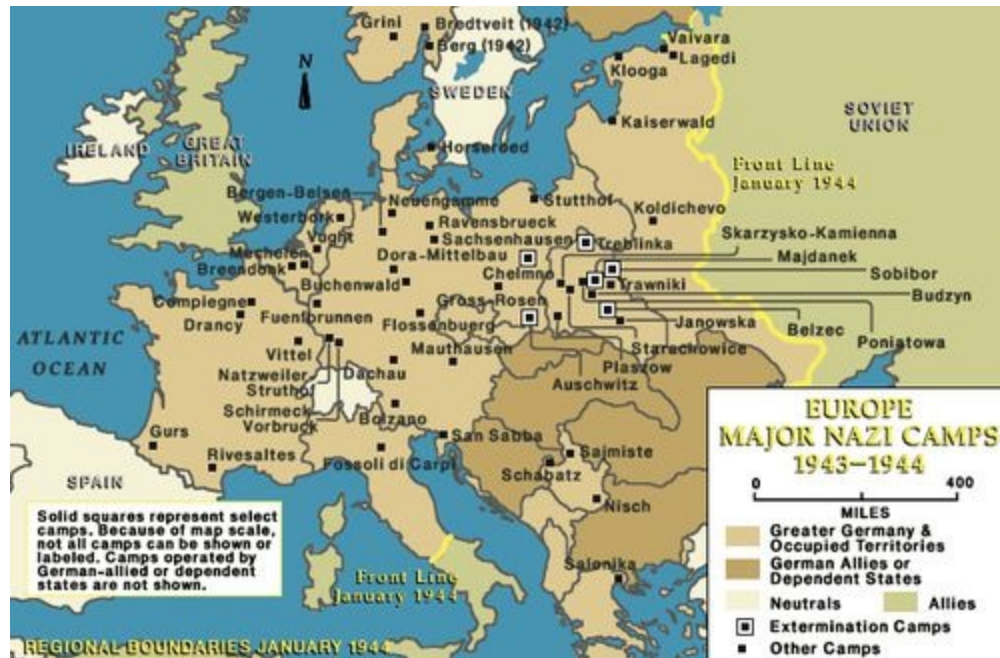 Grini
Bredtveit (1942)
Berg (1942)
Vaivara
Lagedi
Klooga
N
SWEDEN
SOVIET
UNION
Kaiserwald
IRELAND
GREAT
BRITAIN
Horserød
Front Line
January 1944
Bergen-Belsen
Neuengamme
Stutthof
Koldichevo
Westerbork
Ravensbrueck
Skarzysko-Kamienna
Vught
Sachsenhausen
Treblinka
Majdanek
Mechelen
Dora-Mittelbau
Breendonk
Chelmno
Sobibor
Buchenwald
Trawniki
Budzyn
Compiegne
Gross-Rosen
Drancy
Fuenfbrunnen
Flossenbuerg
Janowska
Belzec
ATLANTIC
OCEAN
Poniatowa
Vittel
Mauthausen
Starachowice
Natzweiler
Struthof
Dachau
Plaszow
Auschwitz
Schirmeck
Vorbruck
Bolzano
Gurs
San Sabba
Rivesaltes
Fossoli di Carpi
Sajmiste
Schabatz
SPAIN
Nisch
Salonika
Front Line
January 1944
Solid squares represent select
camps. Because of map scale,
not all camps can be shown or
labeled. Camps operated by
German-allied or dependent
states are not shown.
REGIONAL BOUNDARIES JANUARY 1944
EUROPE
MAJOR NAZI CAMPS
1943–1944
0 400
MILES
Greater Germany &
Occupied Territories
German Allies or
Dependent States
Neutrals
Allies
Extermination Camps
Other Camps